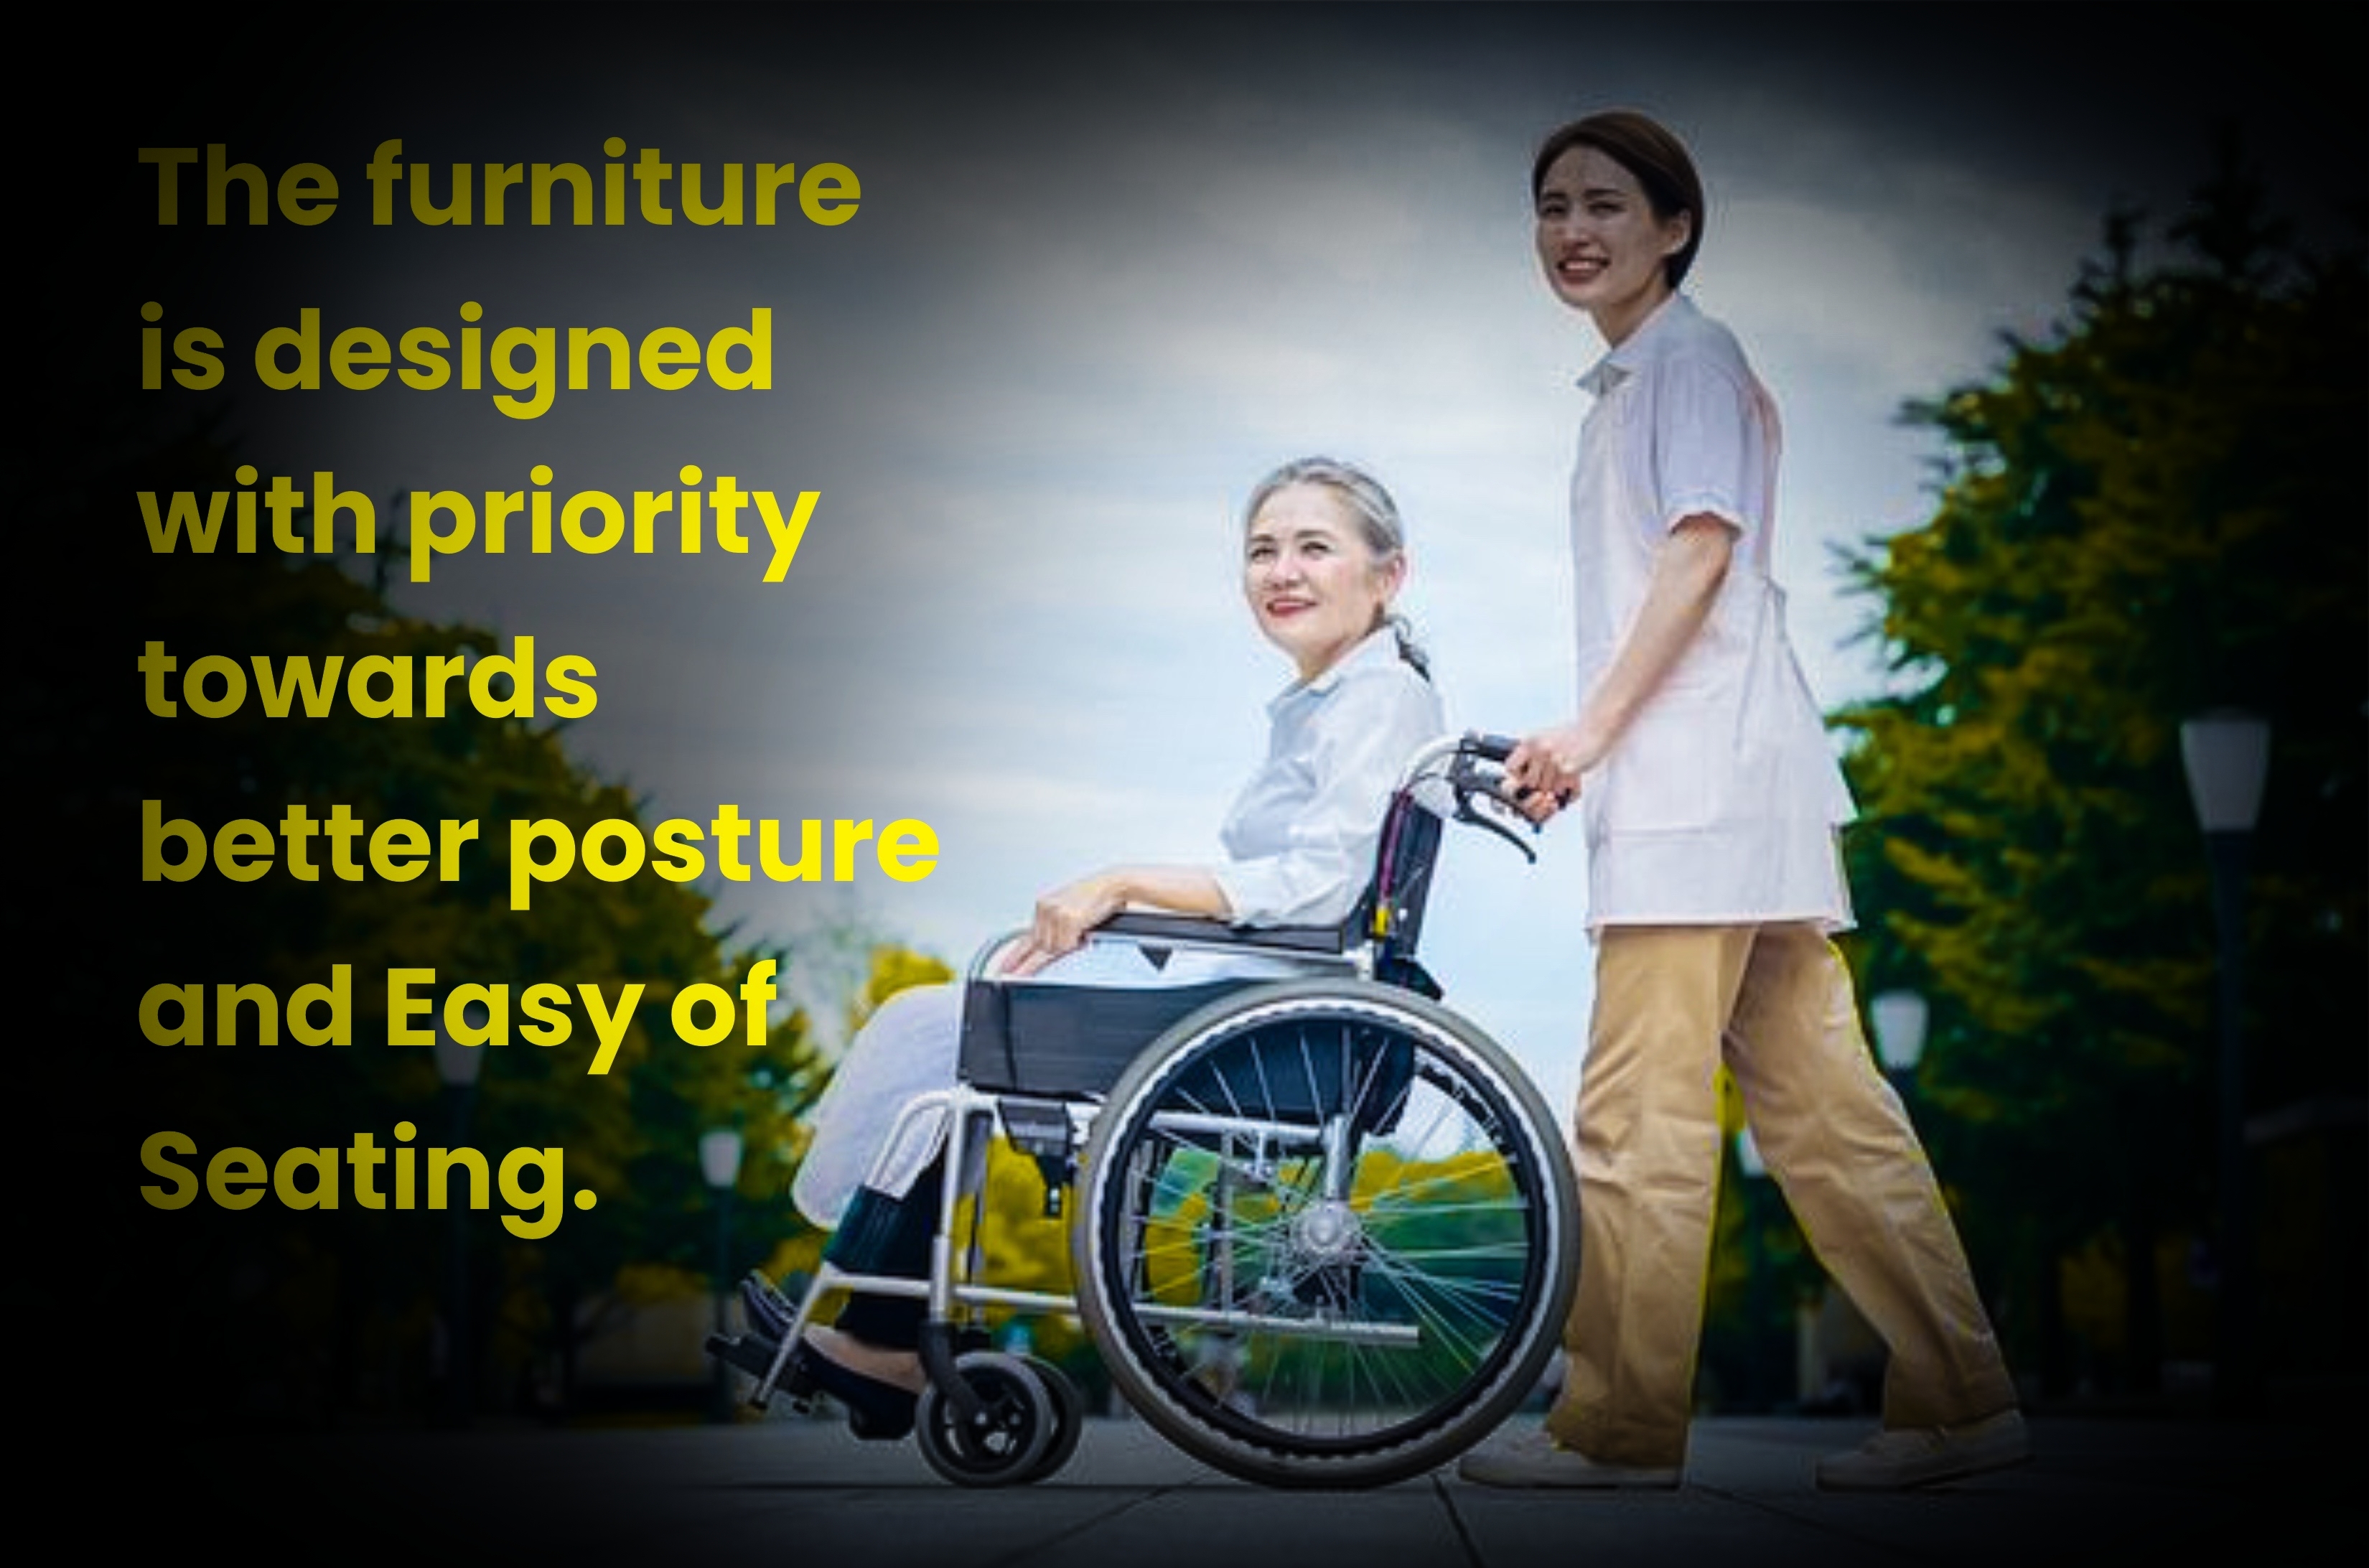 The furniture
is designed
with priority
towards
better posture
and Easy of
Seating.